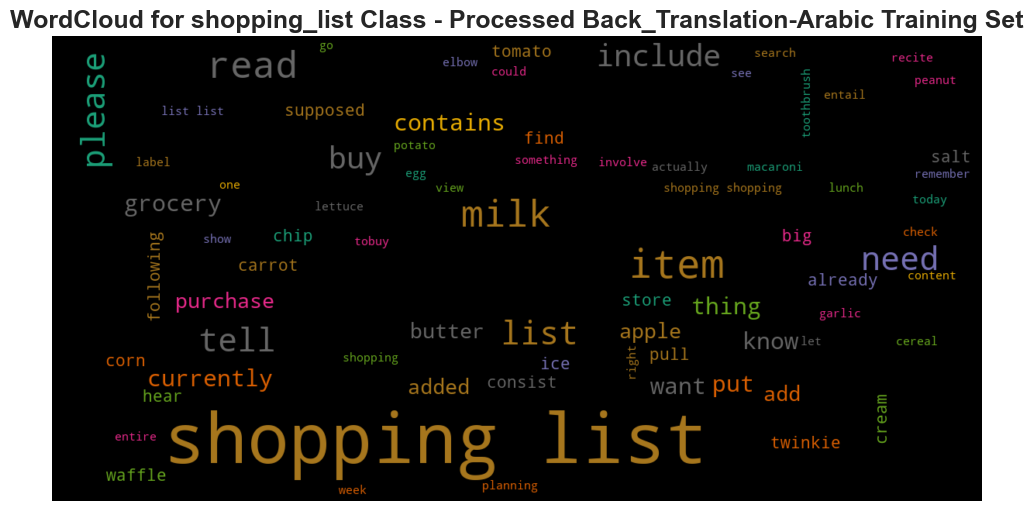 WordCloud for shopping_list Class - Processed Back_Translation-Arabic Training Set
go
tomato
include
search
recite
please
read
elbow
could
see
peanut
toothbrush
entail
list list
supposed
contains
find
potato
buy
label
something
involve
actually
macaroni
salt
remember
egg
one
view
shopping shopping
lunch
today
grocery
lettuce
milk
following
show
chip
tobuy
big
check
need
carrot
item
already
content
purchase
store
thing
garlic
tell
butter
list
apple
know
let
cereal
corn
shopping
ice
right
pull
currently
added
consist
want
put
add
hear
cream
shopping list
entire
twinkie
waffle
week
planning